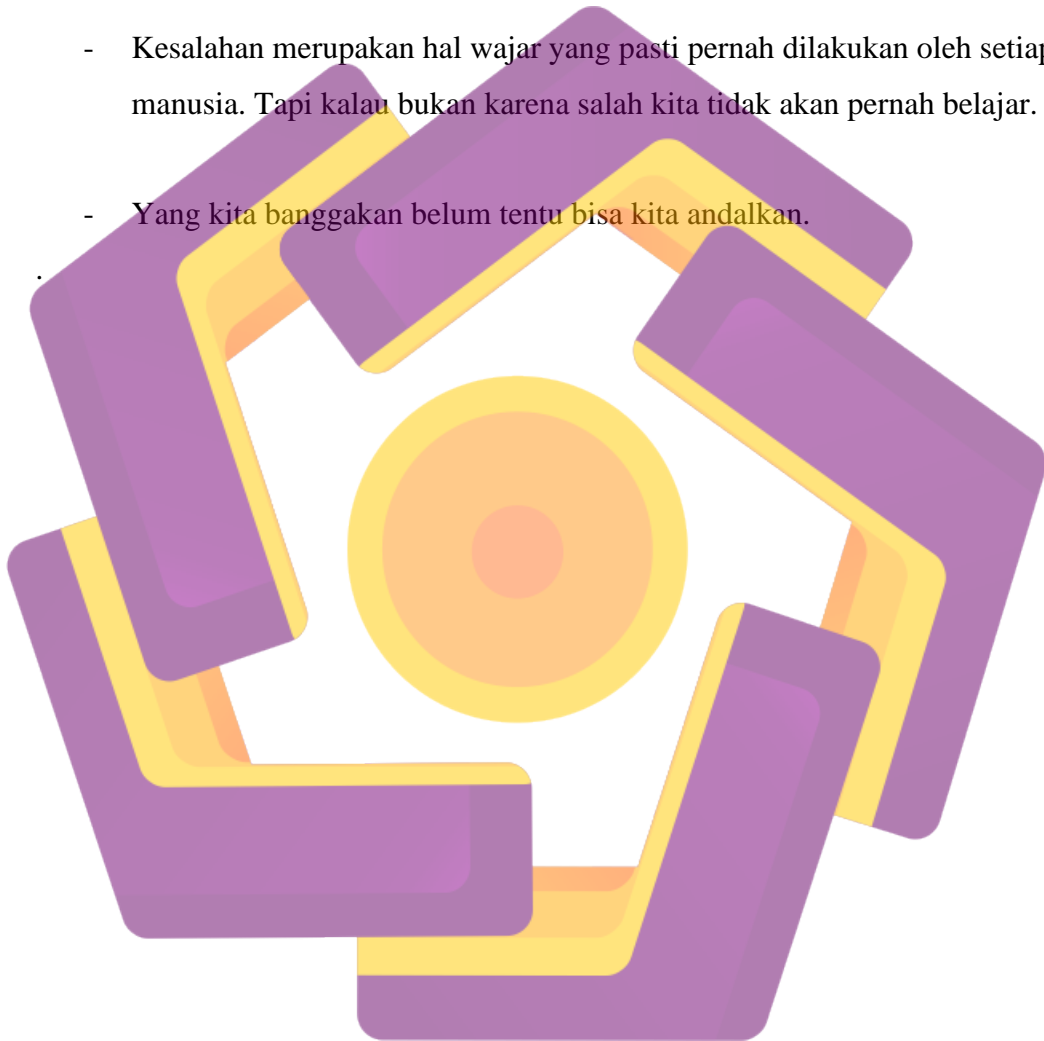 - Kesalahan merupakan hal wajar yang pasti pernah dilakukan oleh setiap
manusia. Tapi kalau bukan karena salah kita tidak akan pernah belajar.
- Yang kita banggakan belum tentu bisa kita andalkan.
.